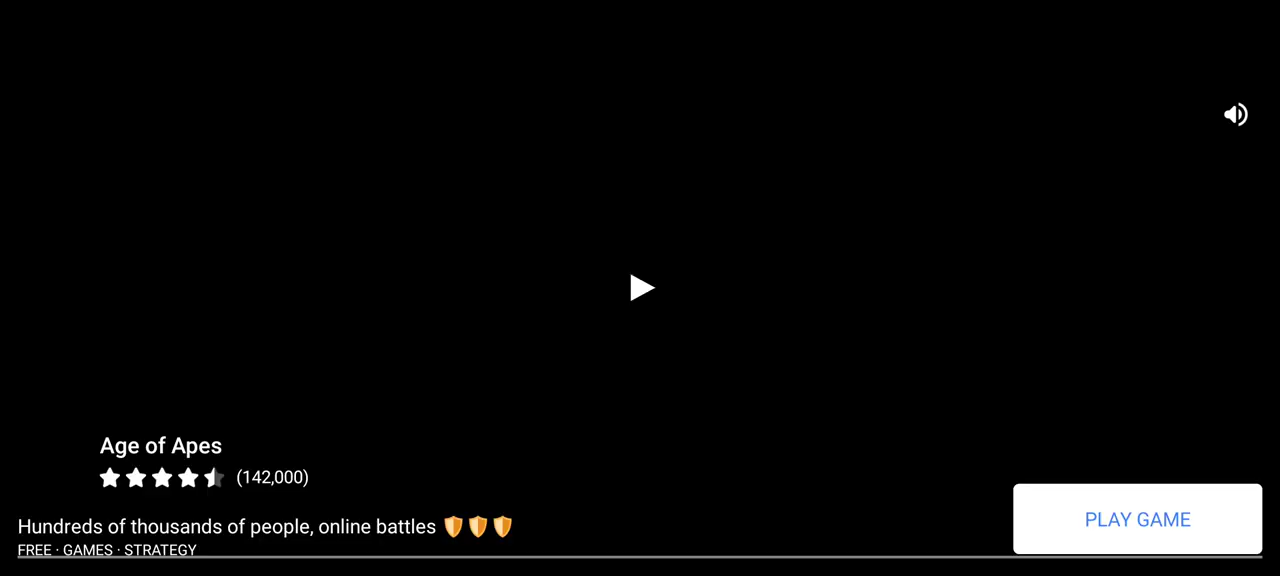 Age of Apes
(142,000)
Hundreds of thousands of people, online battles 🛡️🛡️🛡️
FREE · GAMES · STRATEGY
PLAY GAME